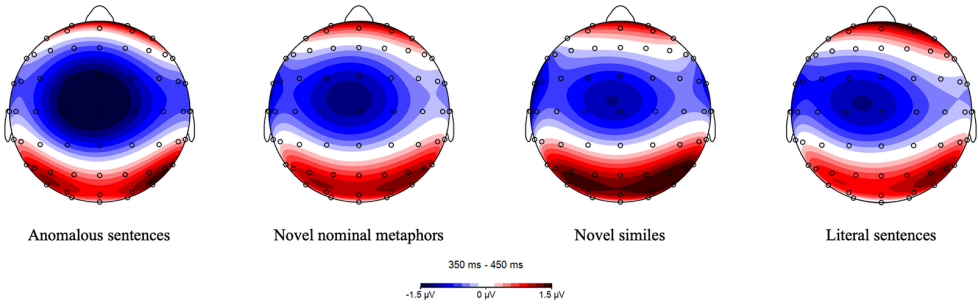 Anomalous sentences
Novel nominal metaphors
Novel similes
Literal sentences
350 ms - 450 ms
-1.5 µV 0 µV 1.5 µV